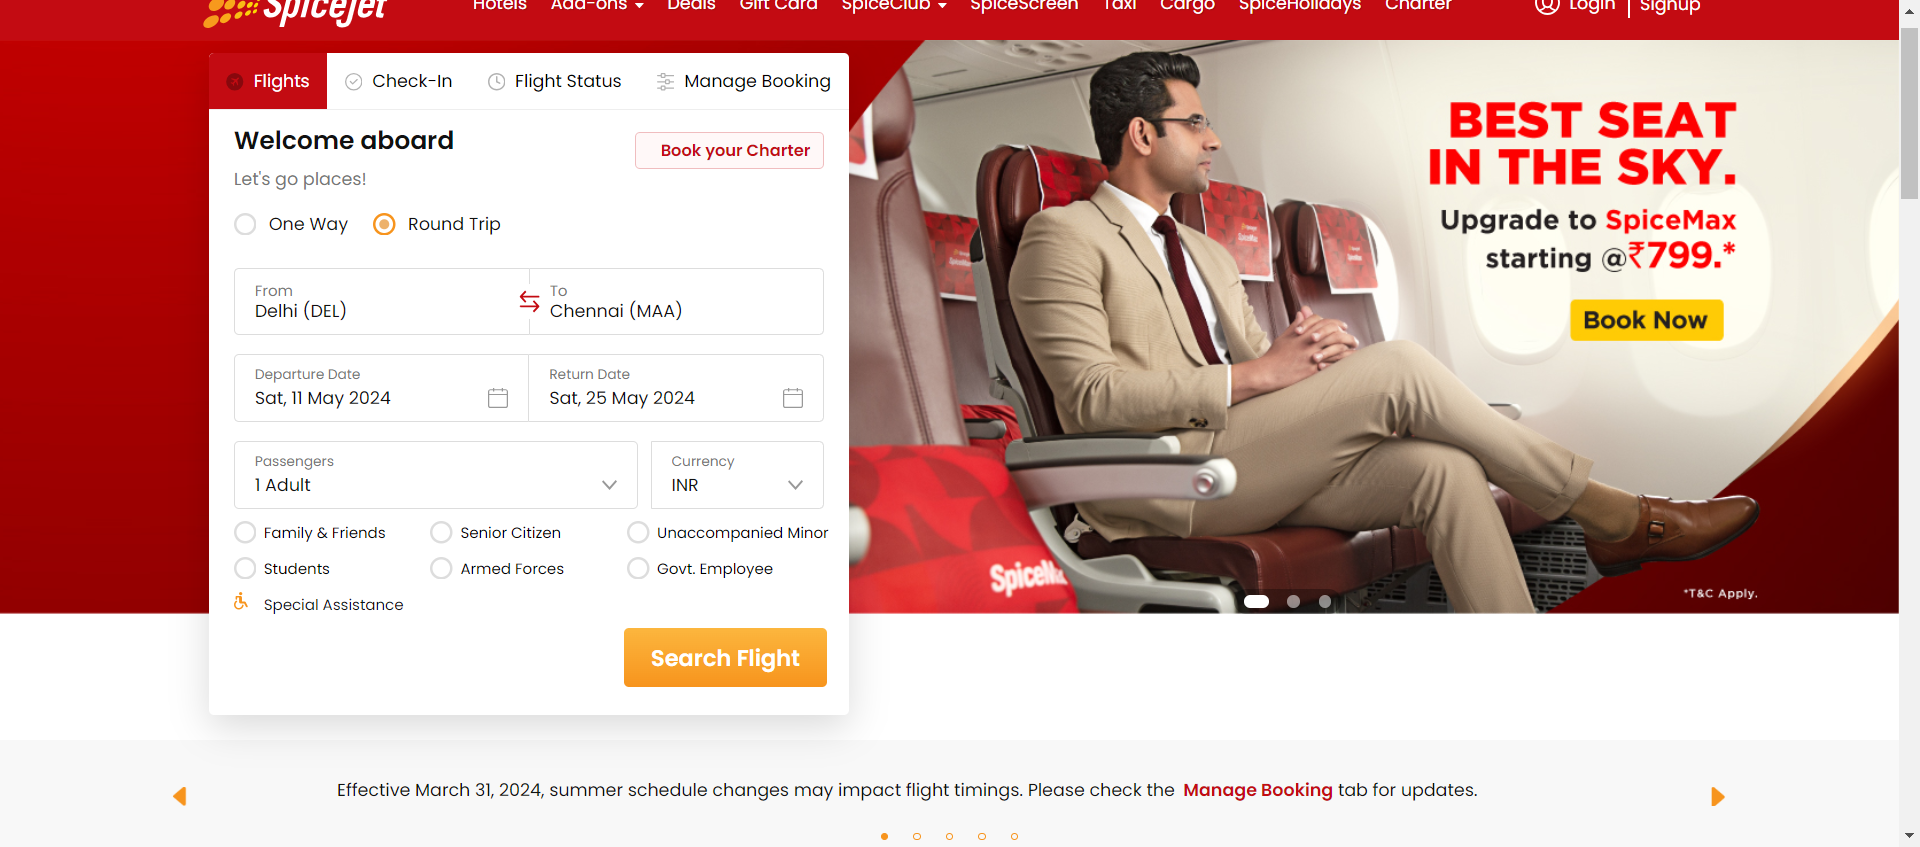 SpiceJet
Hotels Add-ons Deals Gift Card SpiceClub SpiceScreen Taxi Cargo SpiceHolidays Charter Login Signup
Flights Check-In Flight Status Manage Booking
Welcome aboard
Book your Charter
Let's go places!
One Way Round Trip
From
Delhi (DEL)
To
Chennai (MAA)
Departure Date
Sat, 11 May 2024
Return Date
Sat, 25 May 2024
Passengers
1 Adult
Currency
INR
Family & Friends Senior Citizen Unaccompanied Minor
Students Armed Forces Govt. Employee
Special Assistance
Search Flight
BEST SEAT
IN THE SKY.
Upgrade to SpiceMax
starting @₹799.*
Book Now
SpiceMax
*T&C Apply.
Effective March 31, 2024, summer schedule changes may impact flight timings. Please check the Manage Booking tab for updates.